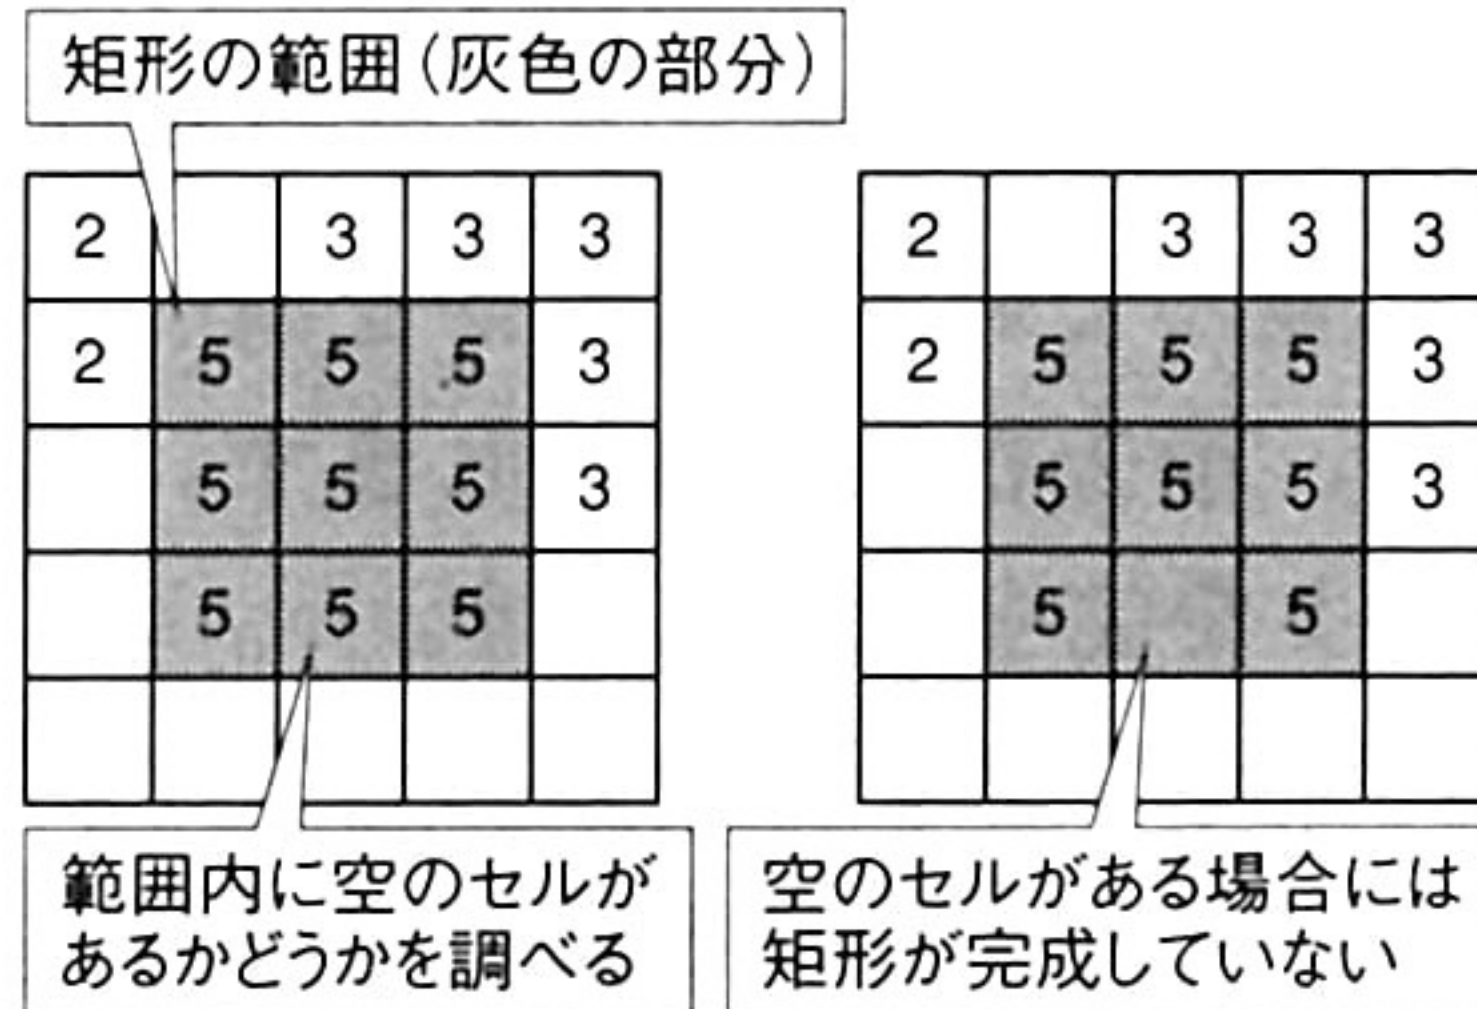 矩形の範囲(灰色の部分)
2 3 3 3
2 5 5 5 3
5 5 5 3
5 5 5
範囲内に空のセルが
あるかどうかを調べる
2 3 3 3
2 5 5 5 3
5 5 5 3
5 5
空のセルがある場合には
矩形が完成していない